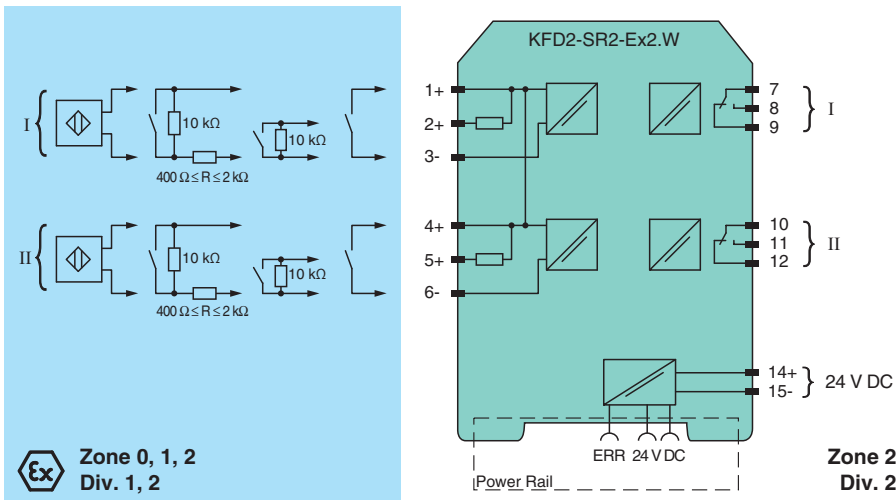 KFD2-SR2-Ex2.W
I
10 kΩ
400 Ω ≤ R ≤ 2 kΩ
10 kΩ
1+
2+
3-
7
8
9
I
II
10 kΩ
400 Ω ≤ R ≤ 2 kΩ
10 kΩ
4+
5+
6-
10
11
12
II
14+
15-
24 V DC
ERR 24 V DC
Power Rail
Ex
Zone 0, 1, 2
Div. 1, 2
Zone 2
Div. 2